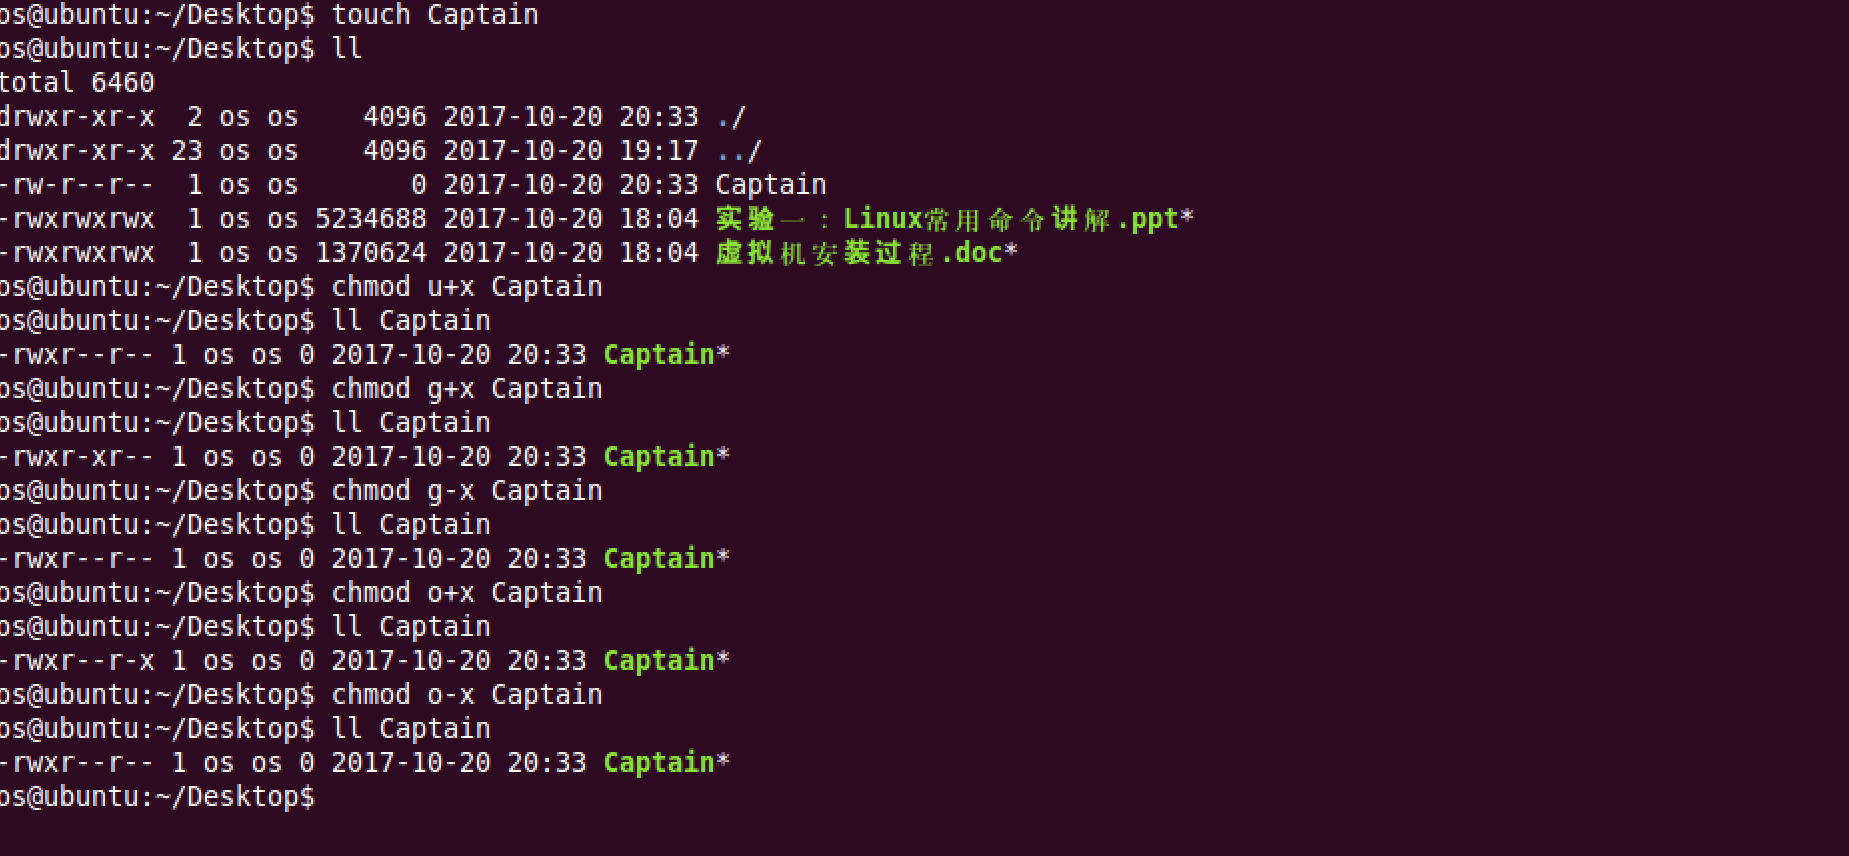 os@ubuntu:~/Desktop$ touch Captain
os@ubuntu:~/Desktop$ ll
total 6460
drwxr-xr-x  2 os os    4096 2017-10-20 20:33 ./
drwxr-xr-x 23 os os    4096 2017-10-20 19:17 ../
-rw-r--r--  1 os os       0 2017-10-20 20:33 Captain
-rwxrwxrwx  1 os os 5234688 2017-10-20 18:04 实验一：Linux常用命令讲解.ppt*
-rwxrwxrwx  1 os os 1370624 2017-10-20 18:04 虚拟机安装过程.doc*
os@ubuntu:~/Desktop$ chmod u+x Captain
os@ubuntu:~/Desktop$ ll Captain
-rwxr--r-- 1 os os 0 2017-10-20 20:33 Captain*
os@ubuntu:~/Desktop$ chmod g+x Captain
os@ubuntu:~/Desktop$ ll Captain
-rwxr-xr-- 1 os os 0 2017-10-20 20:33 Captain*
os@ubuntu:~/Desktop$ chmod g-x Captain
os@ubuntu:~/Desktop$ ll Captain
-rwxr--r-- 1 os os 0 2017-10-20 20:33 Captain*
os@ubuntu:~/Desktop$ chmod o+x Captain
os@ubuntu:~/Desktop$ ll Captain
-rwxr--r-x 1 os os 0 2017-10-20 20:33 Captain*
os@ubuntu:~/Desktop$ chmod o-x Captain
os@ubuntu:~/Desktop$ ll Captain
-rwxr--r-- 1 os os 0 2017-10-20 20:33 Captain*
os@ubuntu:~/Desktop$